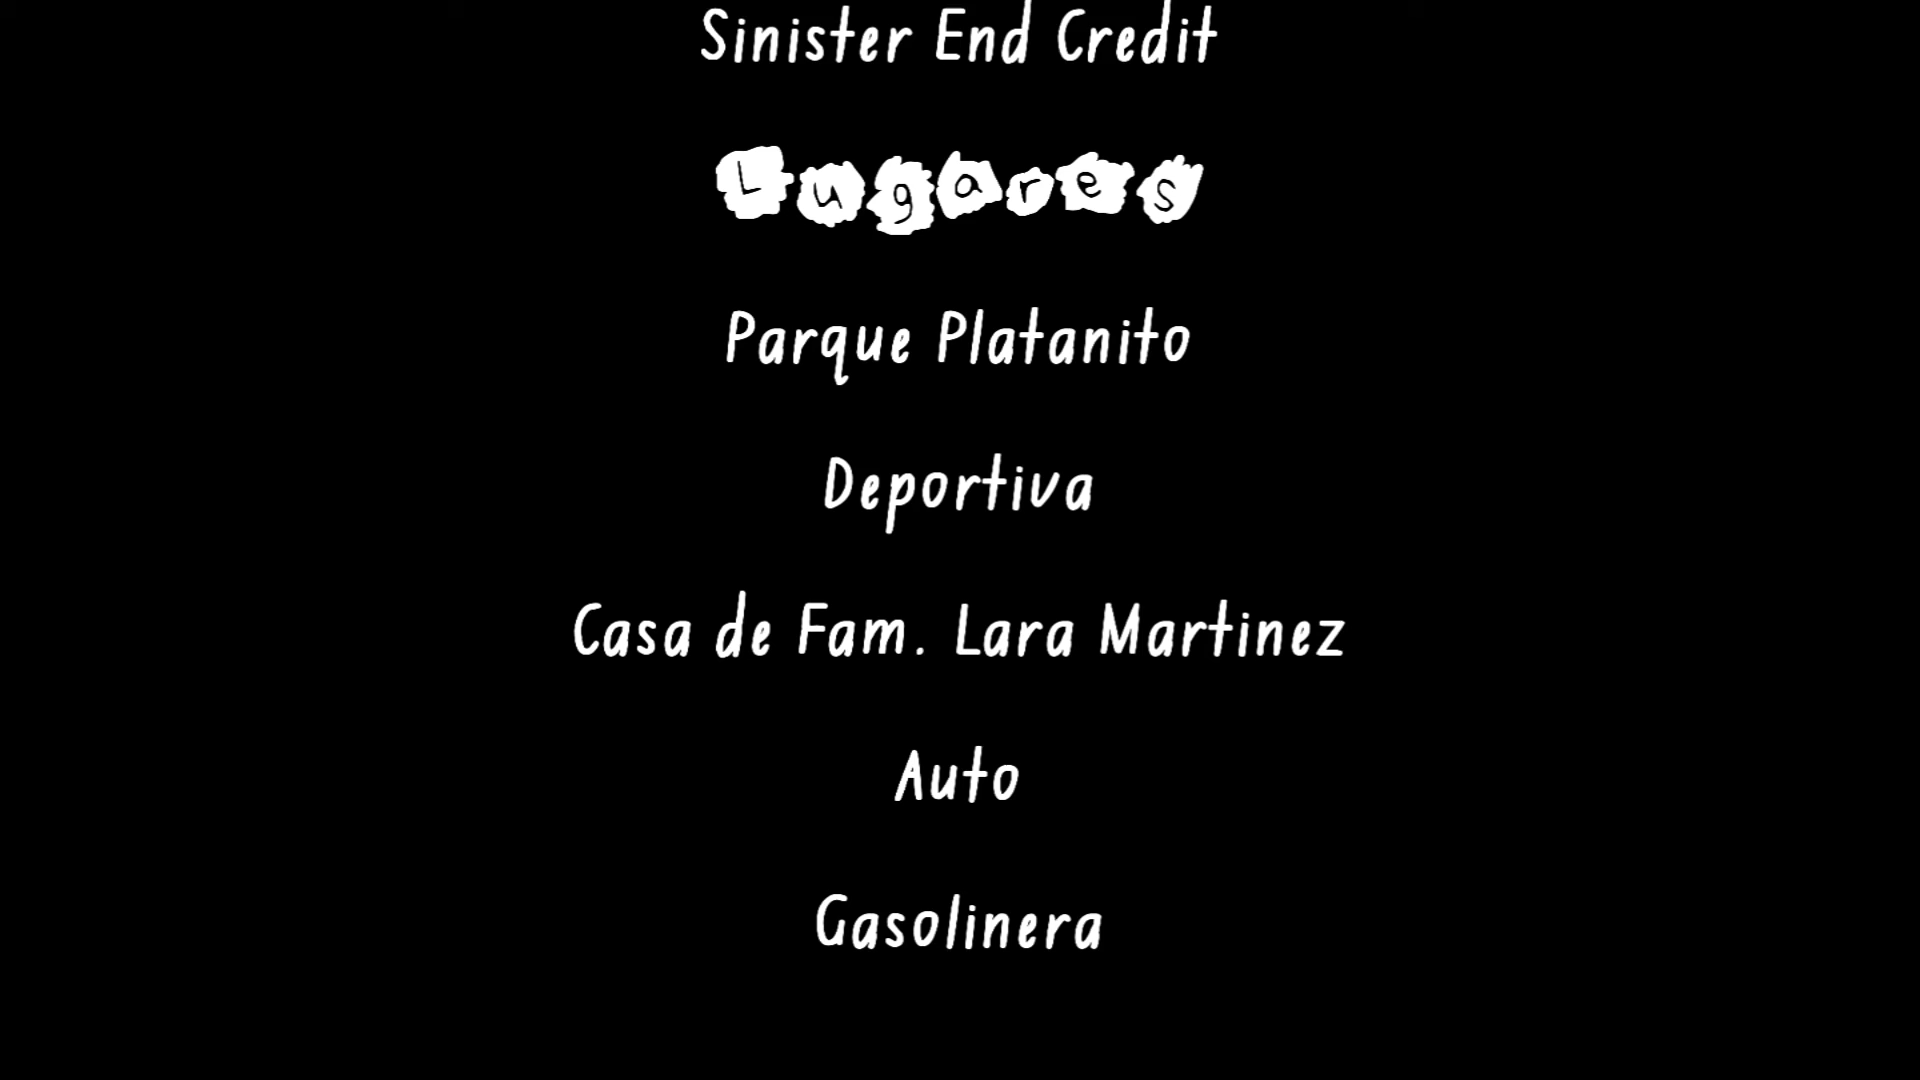 Sinister End Credit
Lugares
Parque Platanito
Deportiva
Casa de Fam. Lara Martinez
Auto
Gasolinera